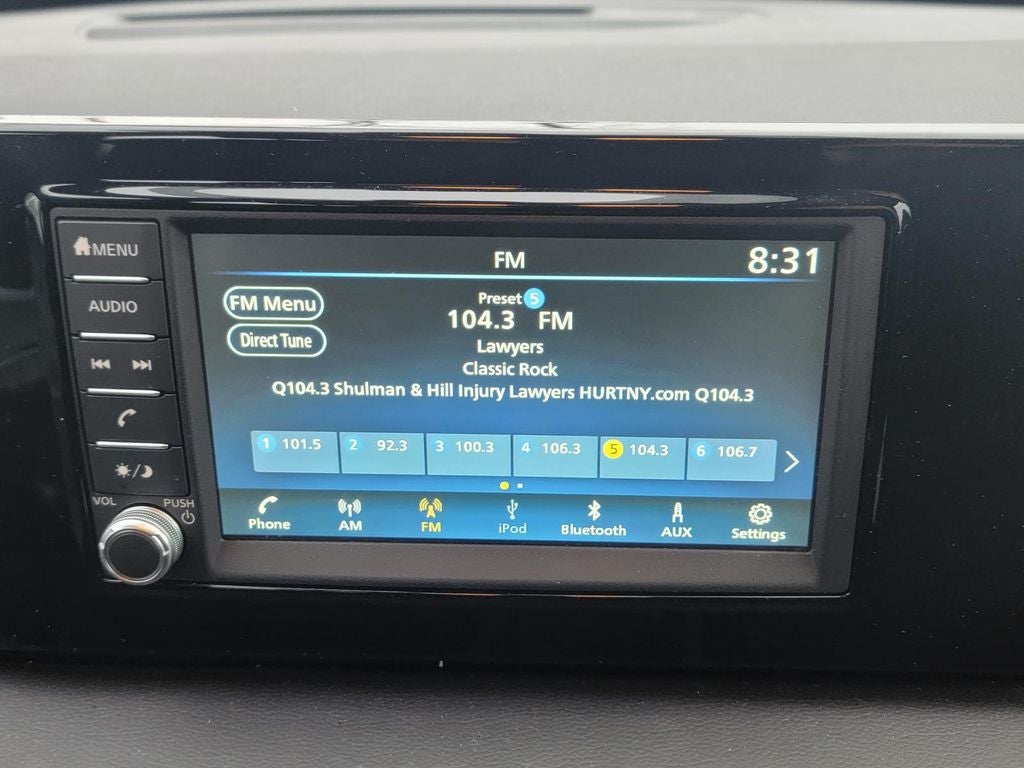 MENU
AUDIO
VOL
PUSH
FM
8:31
FM Menu
Direct Tune
Preset 5
104.3 FM
Lawyers
Classic Rock
Q104.3 Shulman & Hill Injury Lawyers HURTNY.com Q104.3
1 101.5 2 92.3 3 100.3 4 106.3 5 104.3 6 106.7
Phone AM FM iPod Bluetooth AUX Settings